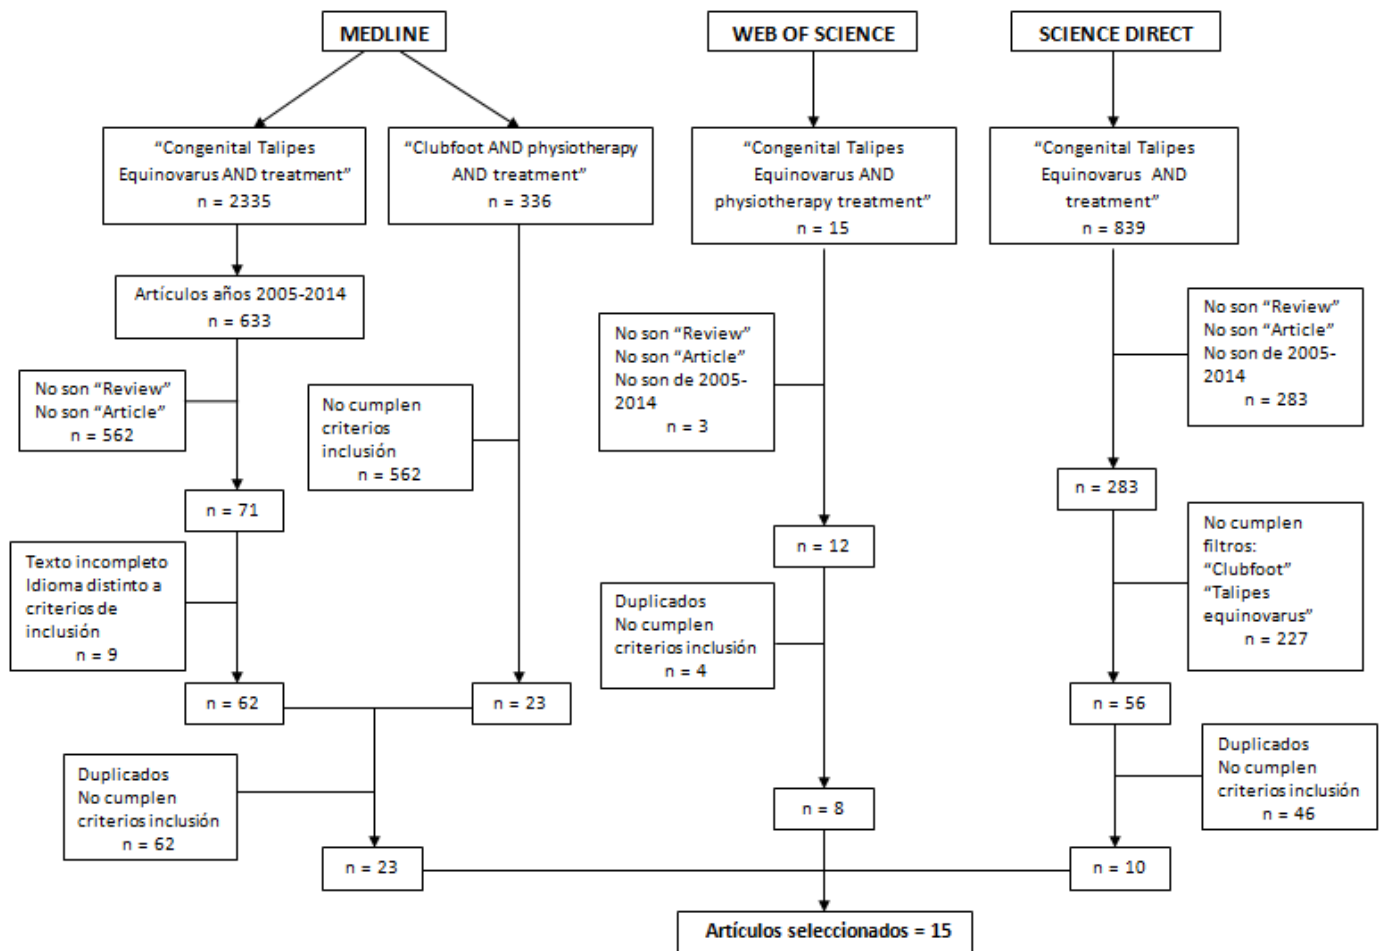 MEDLINE
WEB OF SCIENCE
SCIENCE DIRECT
“Congenital Talipes
Equinovarus AND treatment”
n = 2335
“Clubfoot AND physiotherapy
AND treatment”
n = 336
“Congenital Talipes
Equinovarus AND
physiotherapy treatment”
n = 15
“Congenital Talipes
Equinovarus AND
treatment”
n = 839
Artículos años 2005-2014
n = 633
No son “Review”
No son “Article”
n = 562
No cumplen
criterios
inclusión
n = 562
No son “Review”
No son “Article”
No son de 2005-
2014
n = 3
No son “Review”
No son “Article”
No son de 2005-
2014
n = 283
n = 71
n = 12
n = 283
Texto incompleto
Idioma distinto a
criterios de
inclusión
n = 9
Duplicados
No cumplen
criterios inclusión
n = 4
No cumplen
filtros:
“Clubfoot”
“Talipes
equinovarus”
n = 227
n = 62
n = 23
n = 56
Duplicados
No cumplen
criterios inclusión
n = 62
n = 8
Duplicados
No cumplen
criterios inclusión
n = 46
n = 23
n = 10
Artículos seleccionados = 15